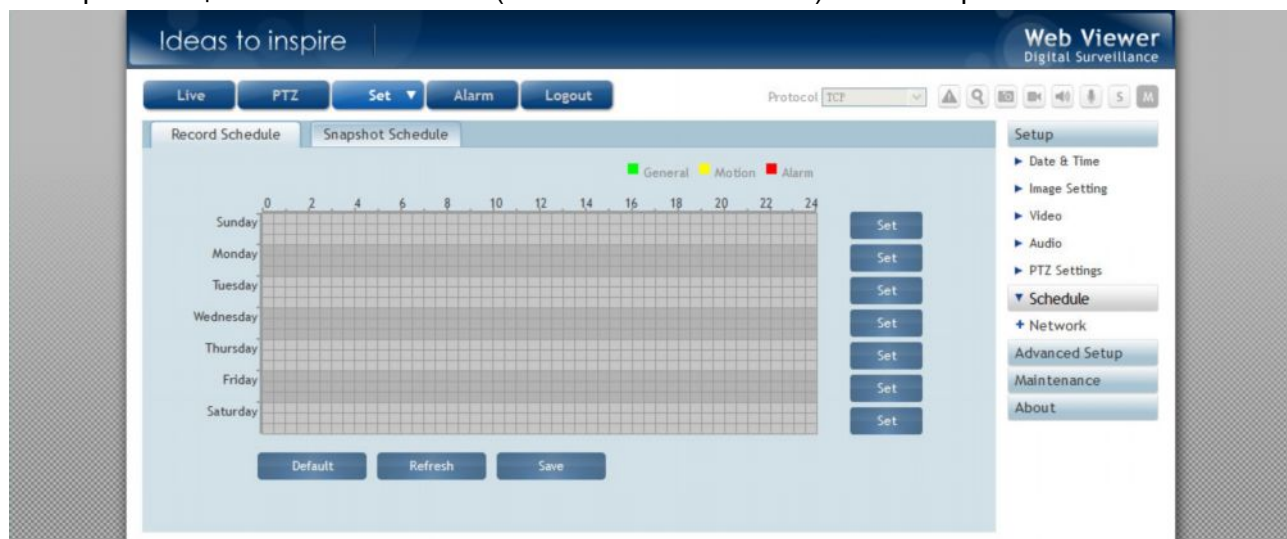 Ideas to inspire
Web Viewer
Digital Surveillance
Live PTZ Set Alarm Logout
Protocol TCP
S M
Record Schedule Snapshot Schedule
General Motion Alarm
0 2 4 6 8 10 12 14 16 18 20 22 24
Sunday Set
Monday Set
Tuesday Set
Wednesday Set
Thursday Set
Friday Set
Saturday Set
Default Refresh Save
Setup
Date & Time
Image Setting
Video
Audio
PTZ Settings
Schedule
+ Network
Advanced Setup
Maintenance
About